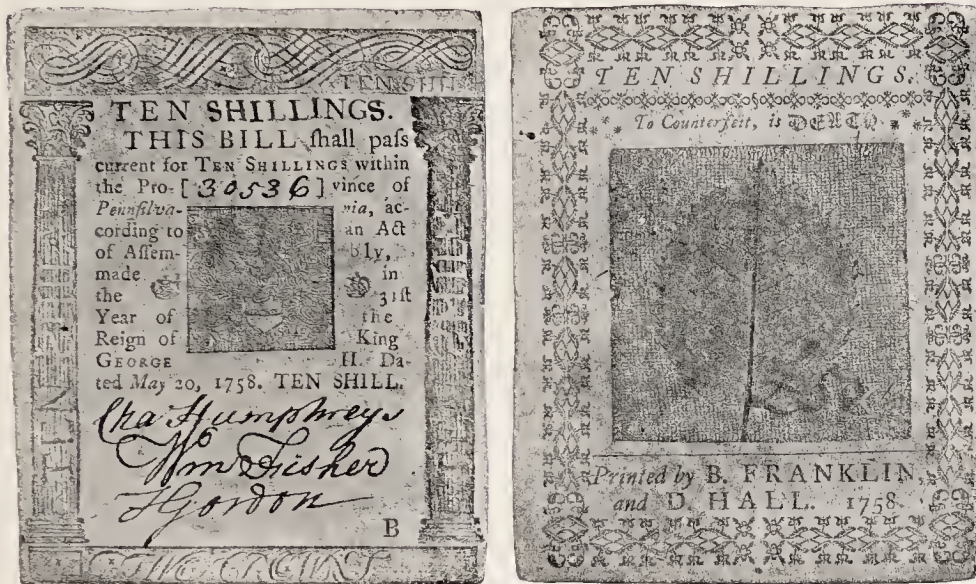 TEN SHILL
TEN SHILLINGS.
THIS BILL ſhall paſs
current for TEN SHILLINGS within
the Pro- [30536] vince of
Pennſilva- nia, ac-
cording to an Act
of Aſſem- bly,
made in
the 31ſt
Year of the
Reign of King
GEORGE II. Da-
ted May 20, 1758. TEN SHILL.
Cha Humphreys
Wm Fisher
T Gordon
B
TEN SHILLINGS.
To Counterfeit, is DEATH.
Printed by B. FRANKLIN,
and D. HALL. 1758.